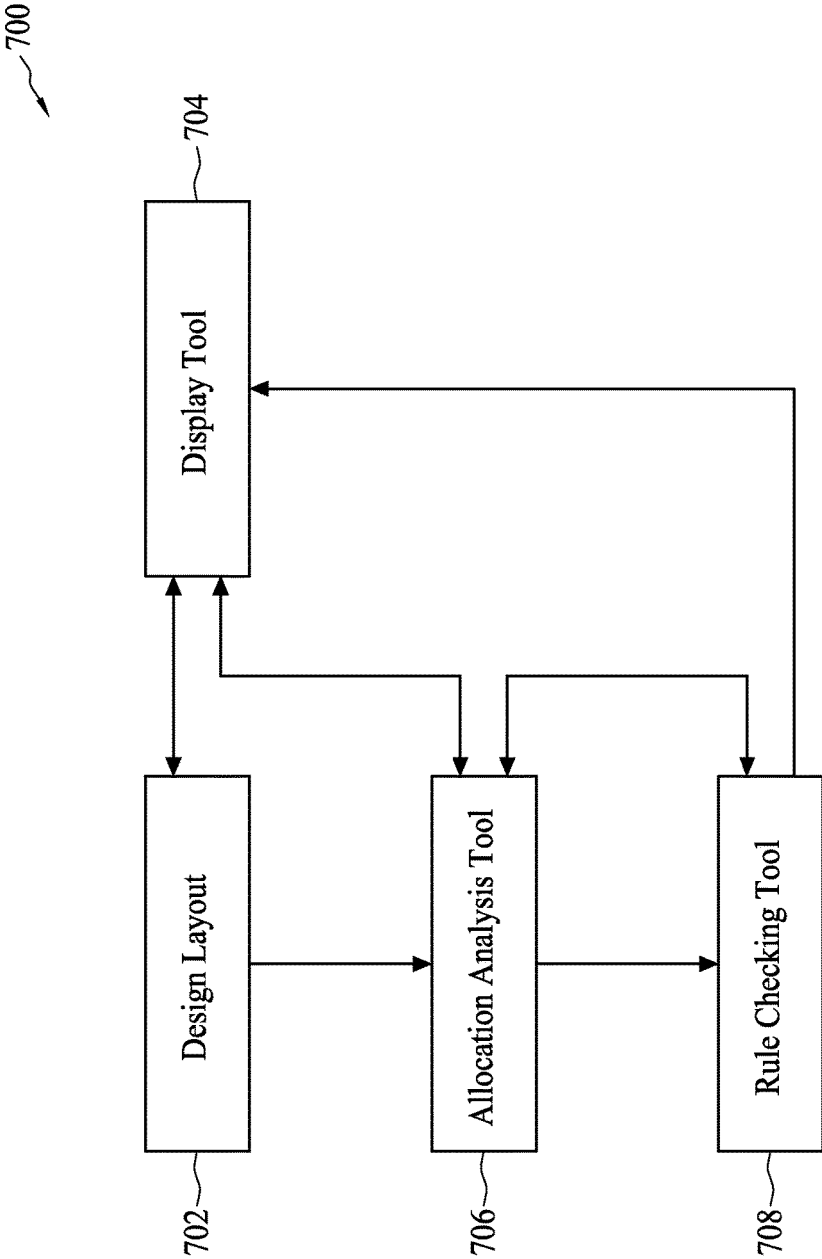 700
Design Layout
702
Display Tool
704
Allocation Analysis Tool
706
Rule Checking Tool
708